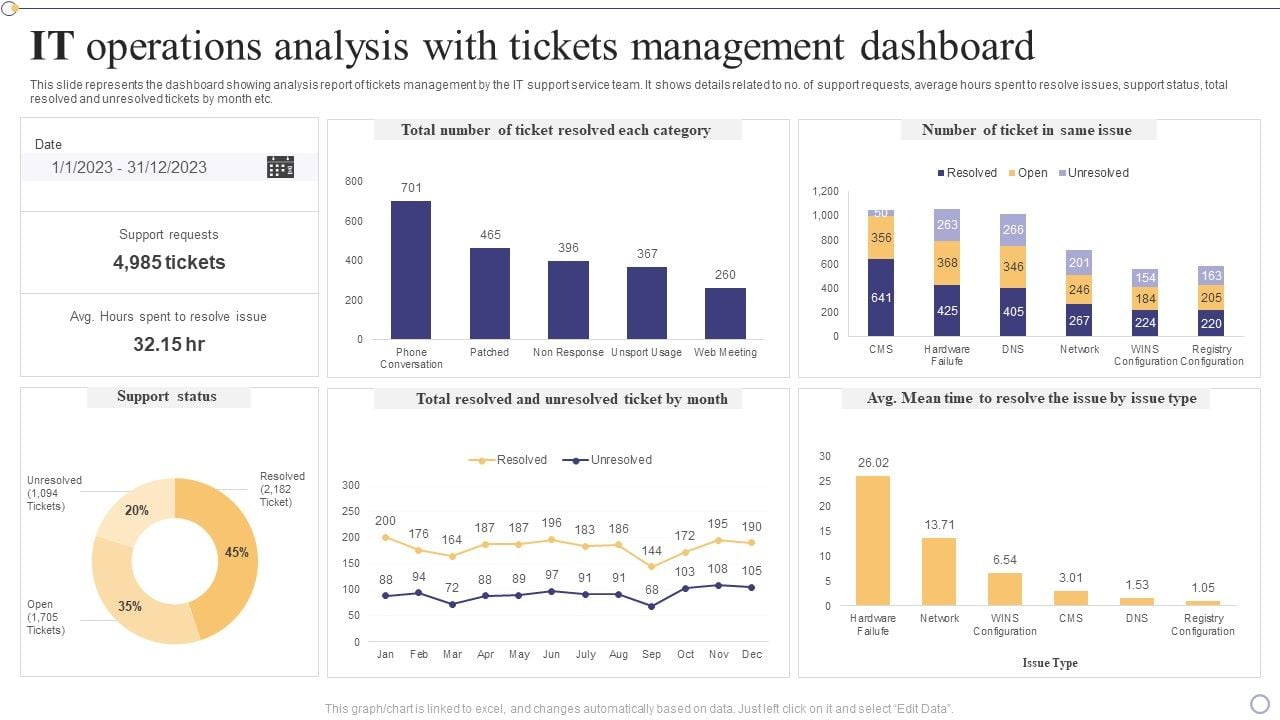 IT operations analysis with tickets management dashboard
This slide represents the dashboard showing analysis report of tickets management by the IT support service team. It shows details related to no. of support requests, average hours spent to resolve issues, support status, total
resolved and unresolved tickets by month etc.
Date
1/1/2023 - 31/12/2023
Support requests
4,985 tickets
Avg. Hours spent to resolve issue
32.15 hr
Total number of ticket resolved each category
800
600
400
200
0
701
465
396
367
260
Phone
Conversation
Patched
Non Response
Unsport Usage
Web Meeting
Number of ticket in same issue
Resolved Open Unresolved
1,200
1,000
800
600
400
200
0
50
356
641
263
368
425
266
346
405
201
246
267
154
184
224
163
205
220
CMS
Hardware
Failufe
DNS
Network
WINS
Configuration
Registry
Configuration
Support status
Unresolved
(1,094
Tickets)
Resolved
(2,182
Ticket)
Open
(1,705
Tickets)
20%
45%
35%
Total resolved and unresolved ticket by month
Resolved Unresolved
300
250
200
150
100
50
0
200 176 164 187 187 196 183 186 144 172 195 190
88 94 72 88 89 97 91 91 68 103 108 105
Jan Feb Mar Apr May Jun July Aug Sep Oct Nov Dec
Avg. Mean time to resolve the issue by issue type
30
25
20
15
10
5
0
26.02
13.71
6.54
3.01
1.53
1.05
Hardware
Failufe
Network
WINS
Configuration
CMS
DNS
Registry
Configuration
Issue Type
This graph/chart is linked to excel, and changes automatically based on data. Just left click on it and select “Edit Data”.